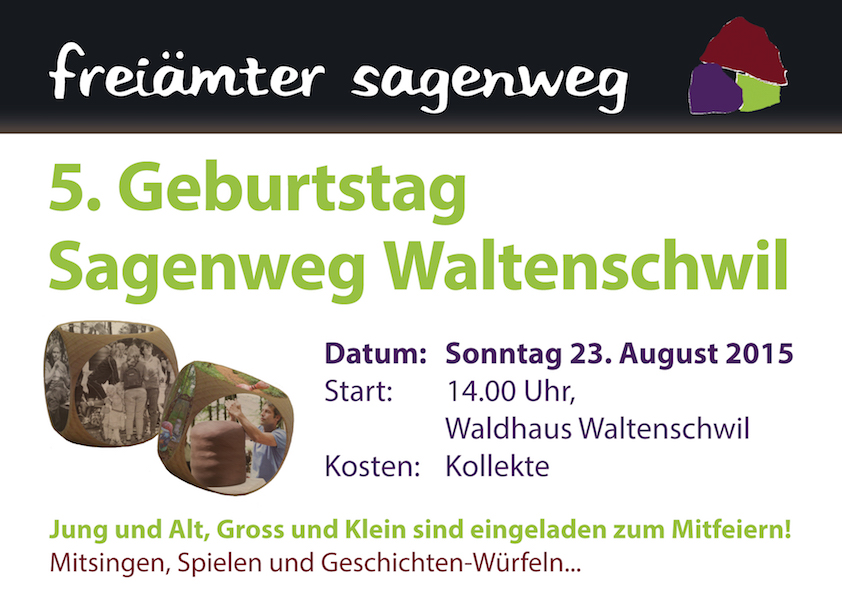 freiämter sagenweg
5. Geburtstag
Sagenweg Waltenschwil
Datum: Sonntag 23. August 2015
Start: 14.00 Uhr,
Waldhaus Waltenschwil
Kosten: Kollekte
Jung und Alt, Gross und Klein sind eingeladen zum Mitfeiern!
Mitsingen, Spielen und Geschichten-Würfeln...